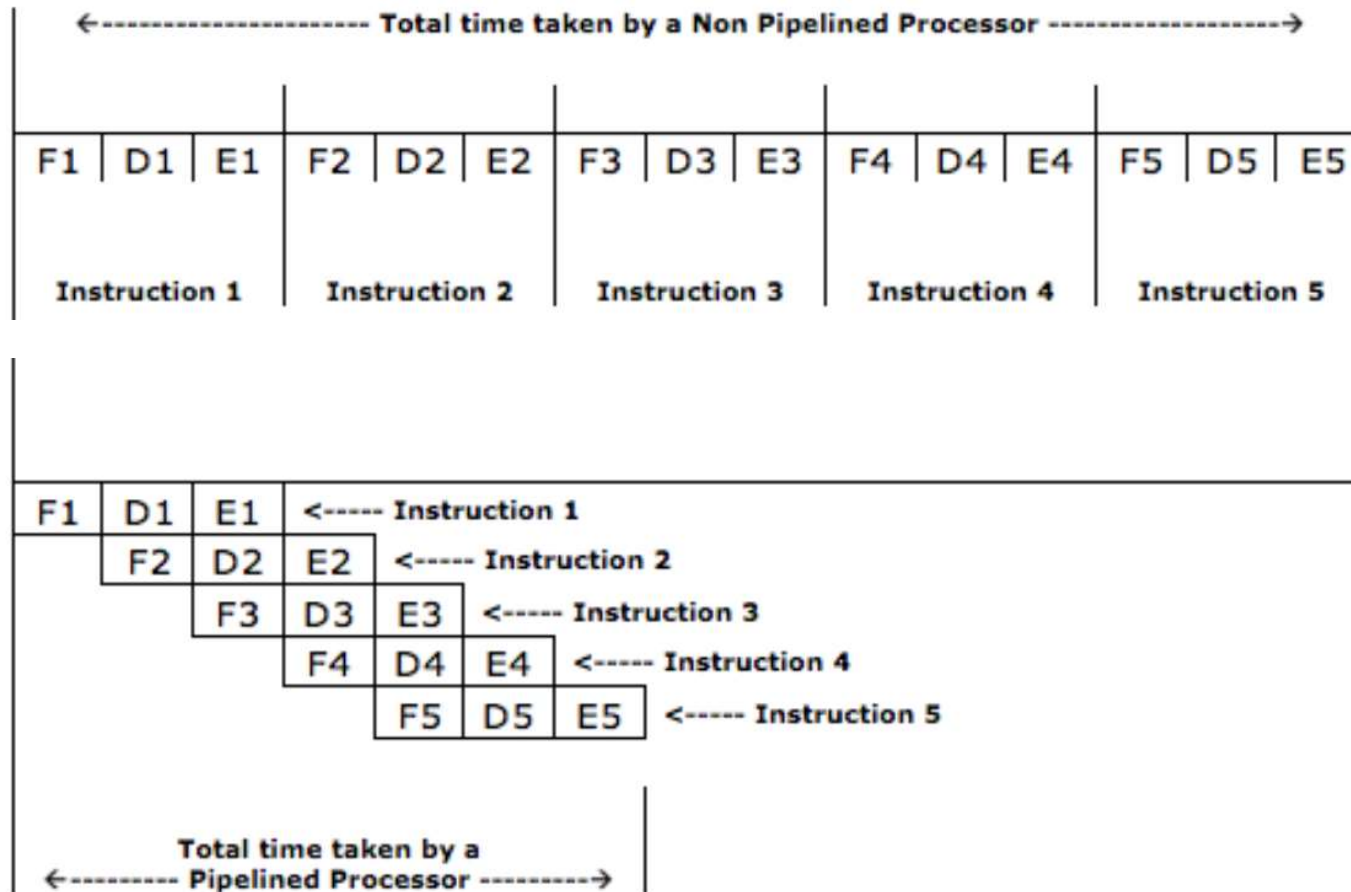 ←---------------------- Total time taken by a Non Pipelined Processor -------------------→
F1 D1 E1 F2 D2 E2 F3 D3 E3 F4 D4 E4 F5 D5 E5
Instruction 1 Instruction 2 Instruction 3 Instruction 4 Instruction 5
F1 D1 E1 <----- Instruction 1
F2 D2 E2 <----- Instruction 2
F3 D3 E3 <----- Instruction 3
F4 D4 E4 <----- Instruction 4
F5 D5 E5 <----- Instruction 5
Total time taken by a
←---------- Pipelined Processor ----------→